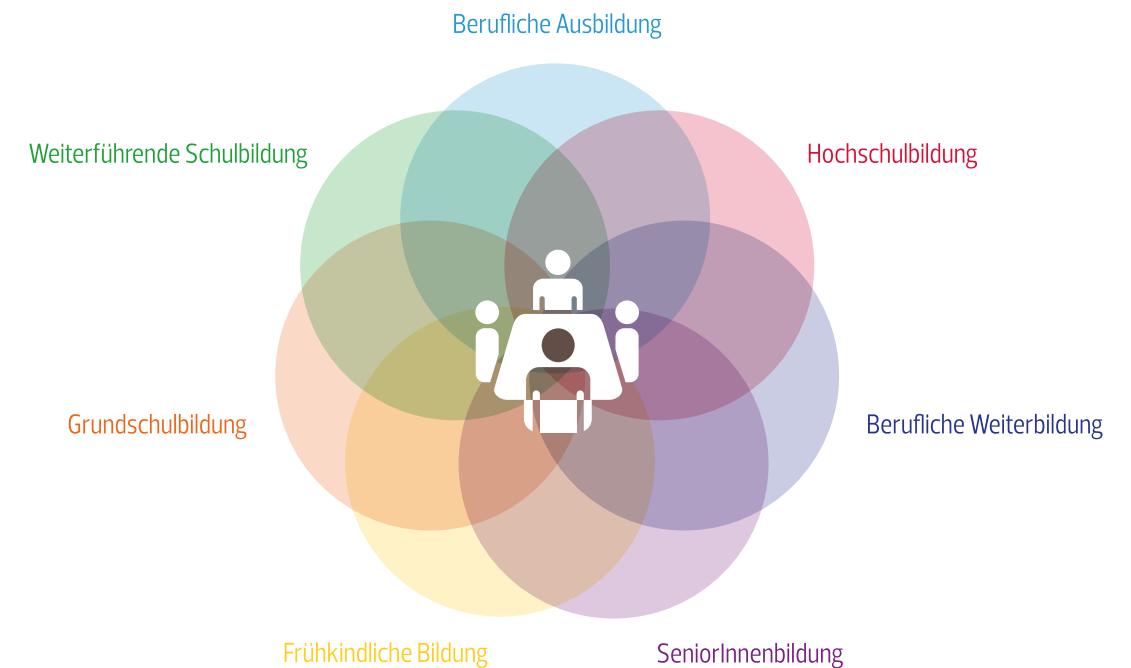 Berufliche Ausbildung
Weiterführende Schulbildung
Hochschulbildung
Grundschulbildung
Berufliche Weiterbildung
Frühkindliche Bildung
SeniorInnenbildung